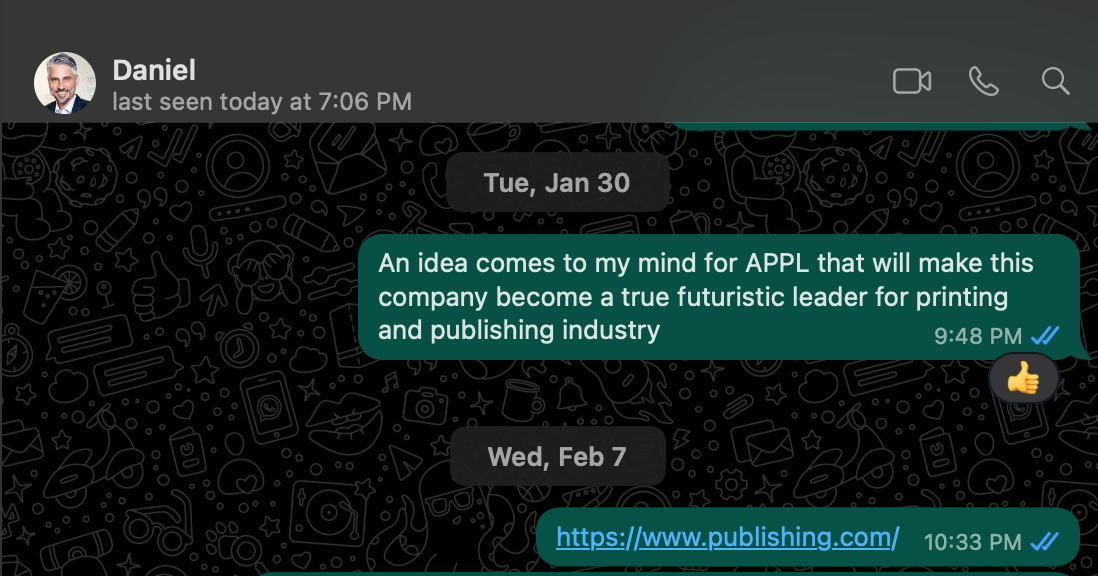 Daniel
last seen today at 7:06 PM
Tue, Jan 30
An idea comes to my mind for APPL that will make this
company become a true futuristic leader for printing
and publishing industry
9:48 PM
Wed, Feb 7
https://www.publishing.com/
10:33 PM